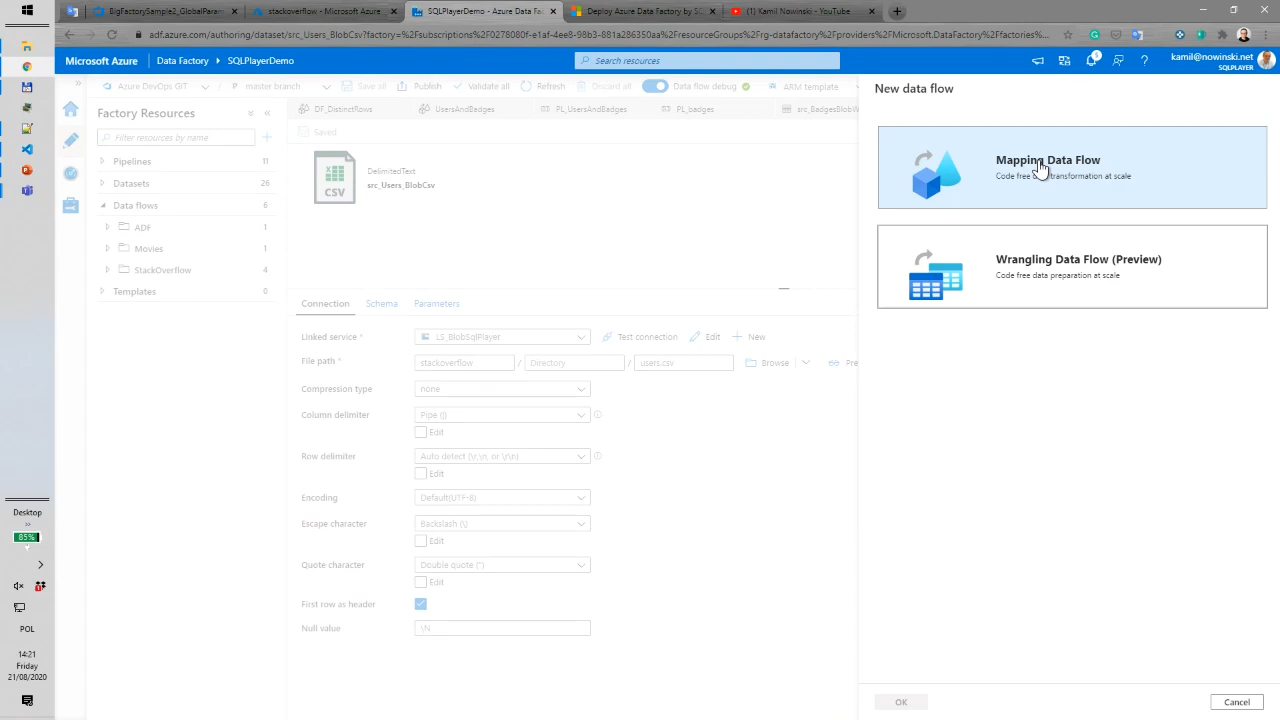 BigFactorySample2_GlobalParam
stackoverflow - Microsoft Azure
SQLPlayerDemo - Azure Data Fac
Deploy Azure Data Factory by SC
(1) Kamil Nowinski - YouTube
adf.azure.com/authoring/dataset/src_Users_BlobCsv?factory=%2Fsubscriptions%2F0278080f-e1af-4ee8-98b3-881a286350aa%2FresourceGroups%2Frg-datafactory%2Fproviders%2FMicrosoft.DataFactory%2Ffactories%...
Microsoft Azure
Data Factory
SQLPlayerDemo
Search resources
5
kamil@nowinski.net
SQLPLAYER
Azure DevOps GIT
master branch
Save all
Publish
Validate all
Refresh
Discard all
Data flow debug
ARM template
Factory Resources
Filter resources by name
Pipelines 11
Datasets 26
Data flows 6
ADF 1
Movies 1
StackOverflow 4
Templates 0
DF_DistinctRows
UsersAndBadges
PL_UsersAndBadges
PL_badges
src_BadgesBlobW
Saved
CSV
DelimitedText
src_Users_BlobCsv
Connection
Schema
Parameters
Linked service *
LS_BlobSqlPlayer
Test connection
Edit
New
File path *
stackoverflow / Directory / users.csv
Browse
Pre
Compression type
none
Column delimiter
Pipe (|)
Edit
Row delimiter
Auto detect (\r,\n, or \r\n)
Edit
Encoding
Default(UTF-8)
Escape character
Backslash (\)
Edit
Quote character
Double quote (")
Edit
First row as header
Null value
\N
New data flow
Mapping Data Flow
transformation at scale
Wrangling Data Flow (Preview)
Code free data preparation at scale
OK
Cancel
Desktop
»
85%
POL
14:21
Friday
21/08/2020